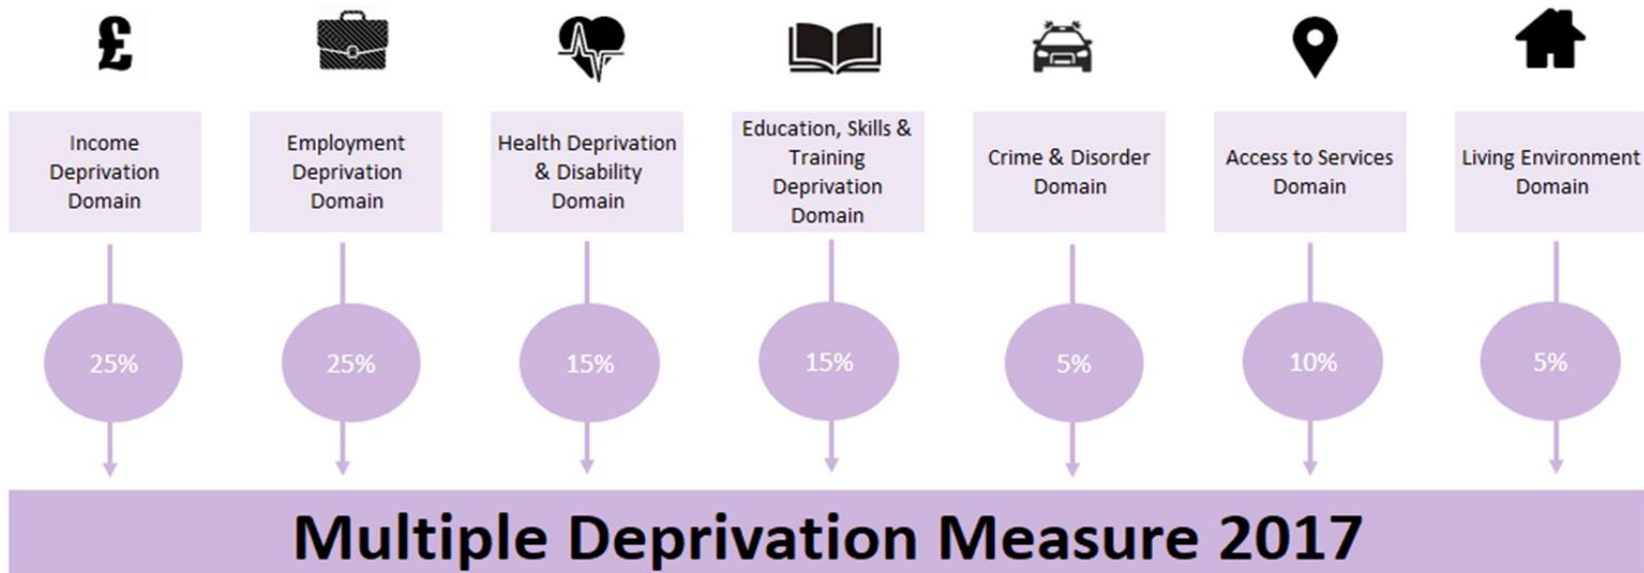 £
Income
Deprivation
Domain
Employment
Deprivation
Domain
Health Deprivation
& Disability
Domain
Education, Skills &
Training
Deprivation
Domain
Crime & Disorder
Domain
Access to Services
Domain
Living Environment
Domain
25%
25%
15%
15%
5%
10%
5%
Multiple Deprivation Measure 2017